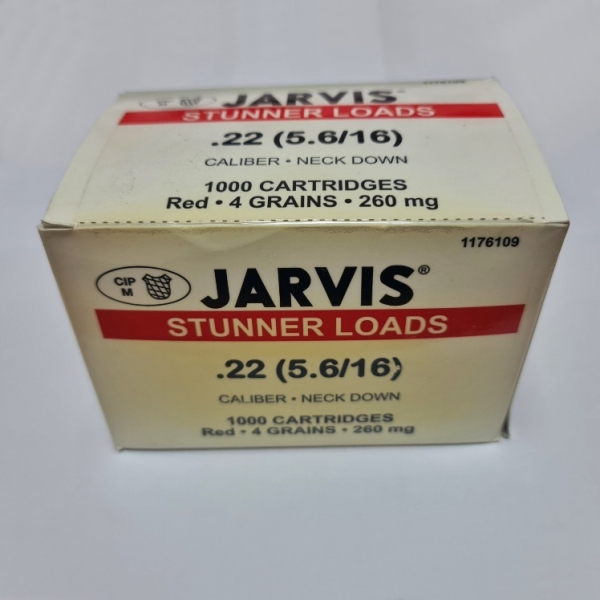 JARVIS
STUNNER LOADS
.22 (5.6/16)
CALIBER • NECK DOWN
1000 CARTRIDGES
Red • 4 GRAINS • 260 mg
1176109
CIP
M
JARVIS®
STUNNER LOADS
.22 (5.6/16)
CALIBER • NECK DOWN
1000 CARTRIDGES
Red • 4 GRAINS • 260 mg